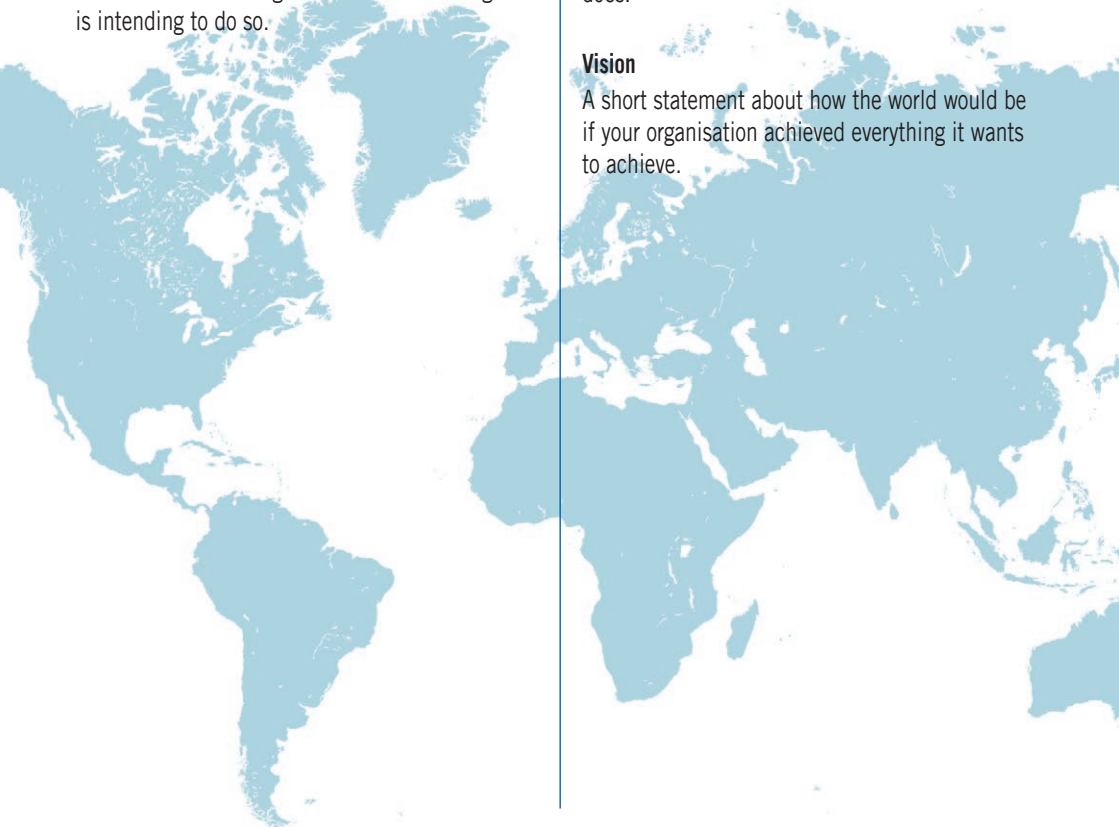 is intending to do so.
does.
Vision
A short statement about how the world would be
if your organisation achieved everything it wants
to achieve.